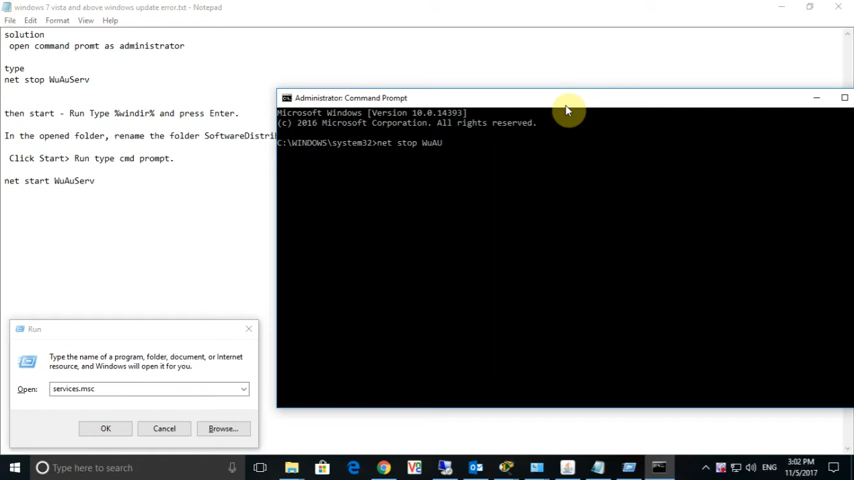 windows 7 vista and above windows update error.txt - Notepad
File Edit Format View Help
solution
open command promt as administrator
type
net stop WuAuServ
then start - Run Type %windir% and press Enter.
In the opened folder, rename the folder SoftwareDistri
Click Start> Run type cmd prompt.
net start WuAuServ
Administrator: Command Prompt
Microsoft Windows [Version 10.0.14393]
(c) 2016 Microsoft Corporation. All rights reserved.
C:\WINDOWS\system32>net stop WuAU
Run
Type the name of a program, folder, document, or Internet
resource, and Windows will open it for you.
Open: services.msc
OK Cancel Browse...
Type here to search
ENG
3:02 PM
11/5/2017